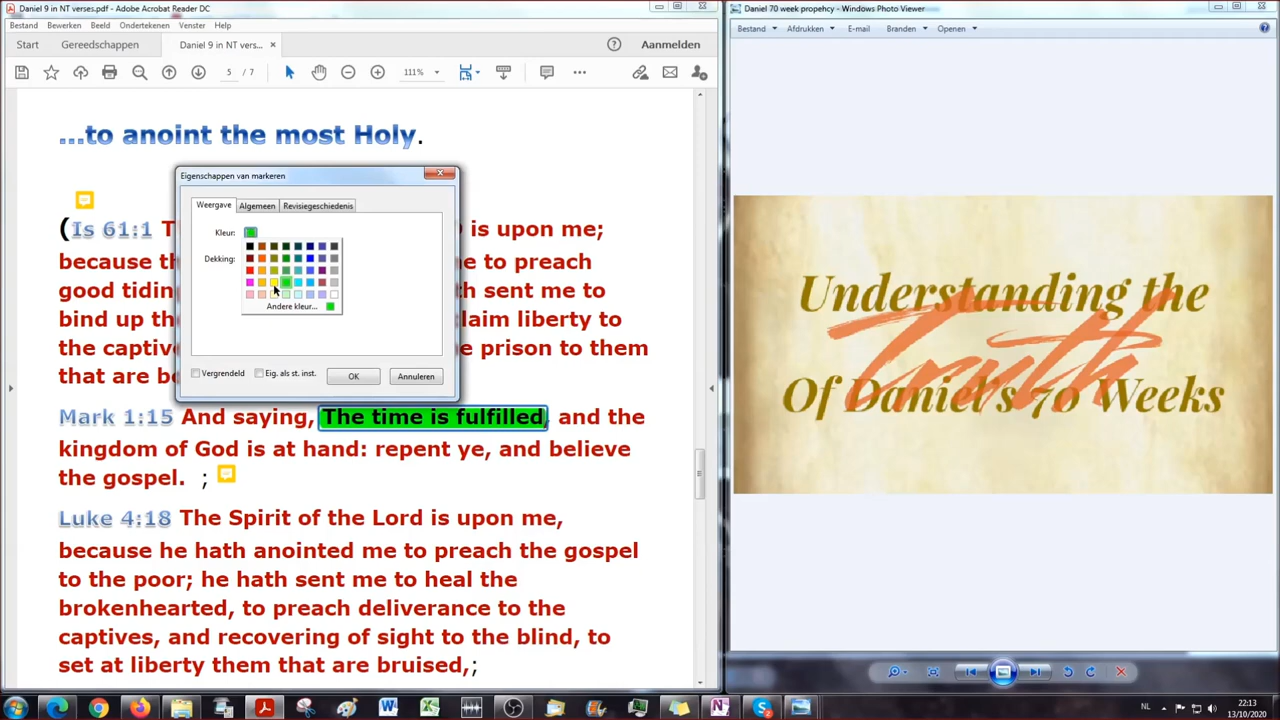 Daniel 9 in NT verses.pdf - Adobe Acrobat Reader DC
Bestand Bewerken Beeld Ondertekenen Venster Help
Start Gereedschappen Daniel 9 in NT verses.... × Aanmelden
5 / 7 111%
...to anoint the most Holy.
(Is 61:1 T is upon me;
because th e to preach
good tiding th sent me to
bind up th claim liberty to
the captive e prison to them
that are bo
Mark 1:15 And saying, The time is fulfilled, and the
kingdom of God is at hand: repent ye, and believe
the gospel. ;
Luke 4:18 The Spirit of the Lord is upon me,
because he hath anointed me to preach the gospel
to the poor; he hath sent me to heal the
brokenhearted, to preach deliverance to the
captives, and recovering of sight to the blind, to
set at liberty them that are bruised,;
Eigenschappen van markeren
Weergave Algemeen Revisiegeschiedenis
Kleur:
Dekking:
Andere kleur...
Vergrendeld Eig. als st. inst. OK Annuleren
Daniel 70 week propehcy - Windows Photo Viewer
Bestand Afdrukken E-mail Branden Openen
Understanding the
Truth
Of Daniel's 70 Weeks
NL
22:13
13/10/2020